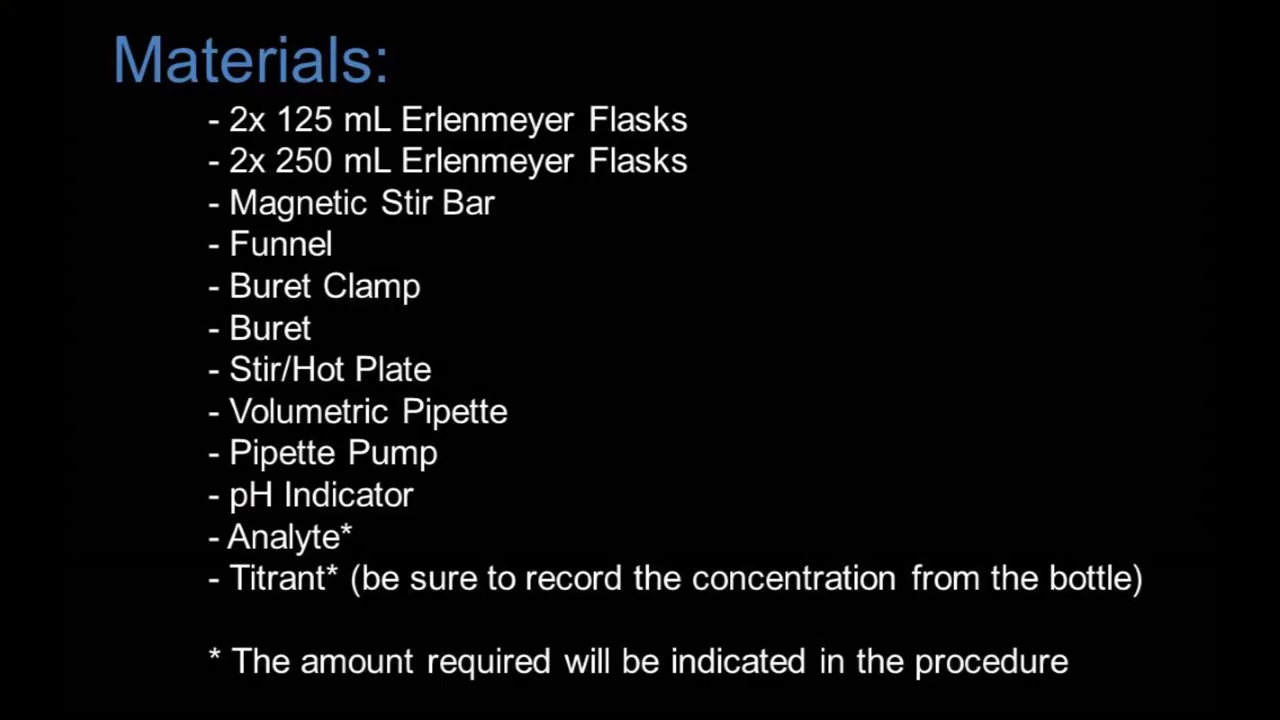 Materials:
- 2x 125 mL Erlenmeyer Flasks
- 2x 250 mL Erlenmeyer Flasks
- Magnetic Stir Bar
- Funnel
- Buret Clamp
- Buret
- Stir/Hot Plate
- Volumetric Pipette
- Pipette Pump
- pH Indicator
- Analyte*
- Titrant* (be sure to record the concentration from the bottle)
* The amount required will be indicated in the procedure